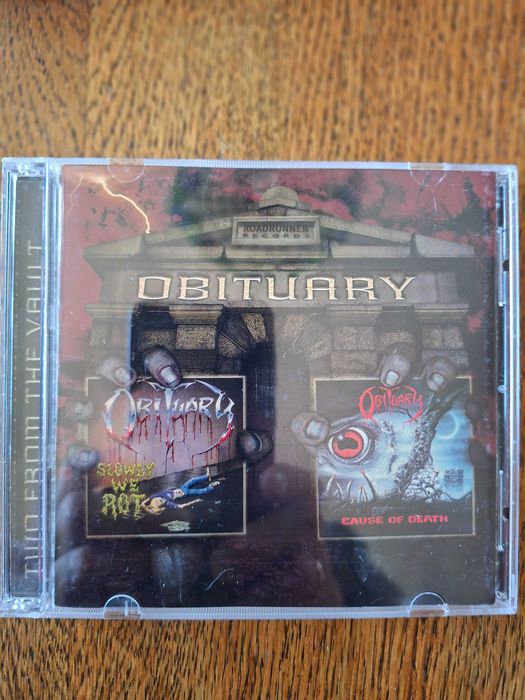 ROADRUNNER
RECORDS
OBITUARY
OBITUARY
SLOWLY
WE
ROT
OBITUARY
CAUSE OF DEATH
TWO FROM THE VAULT